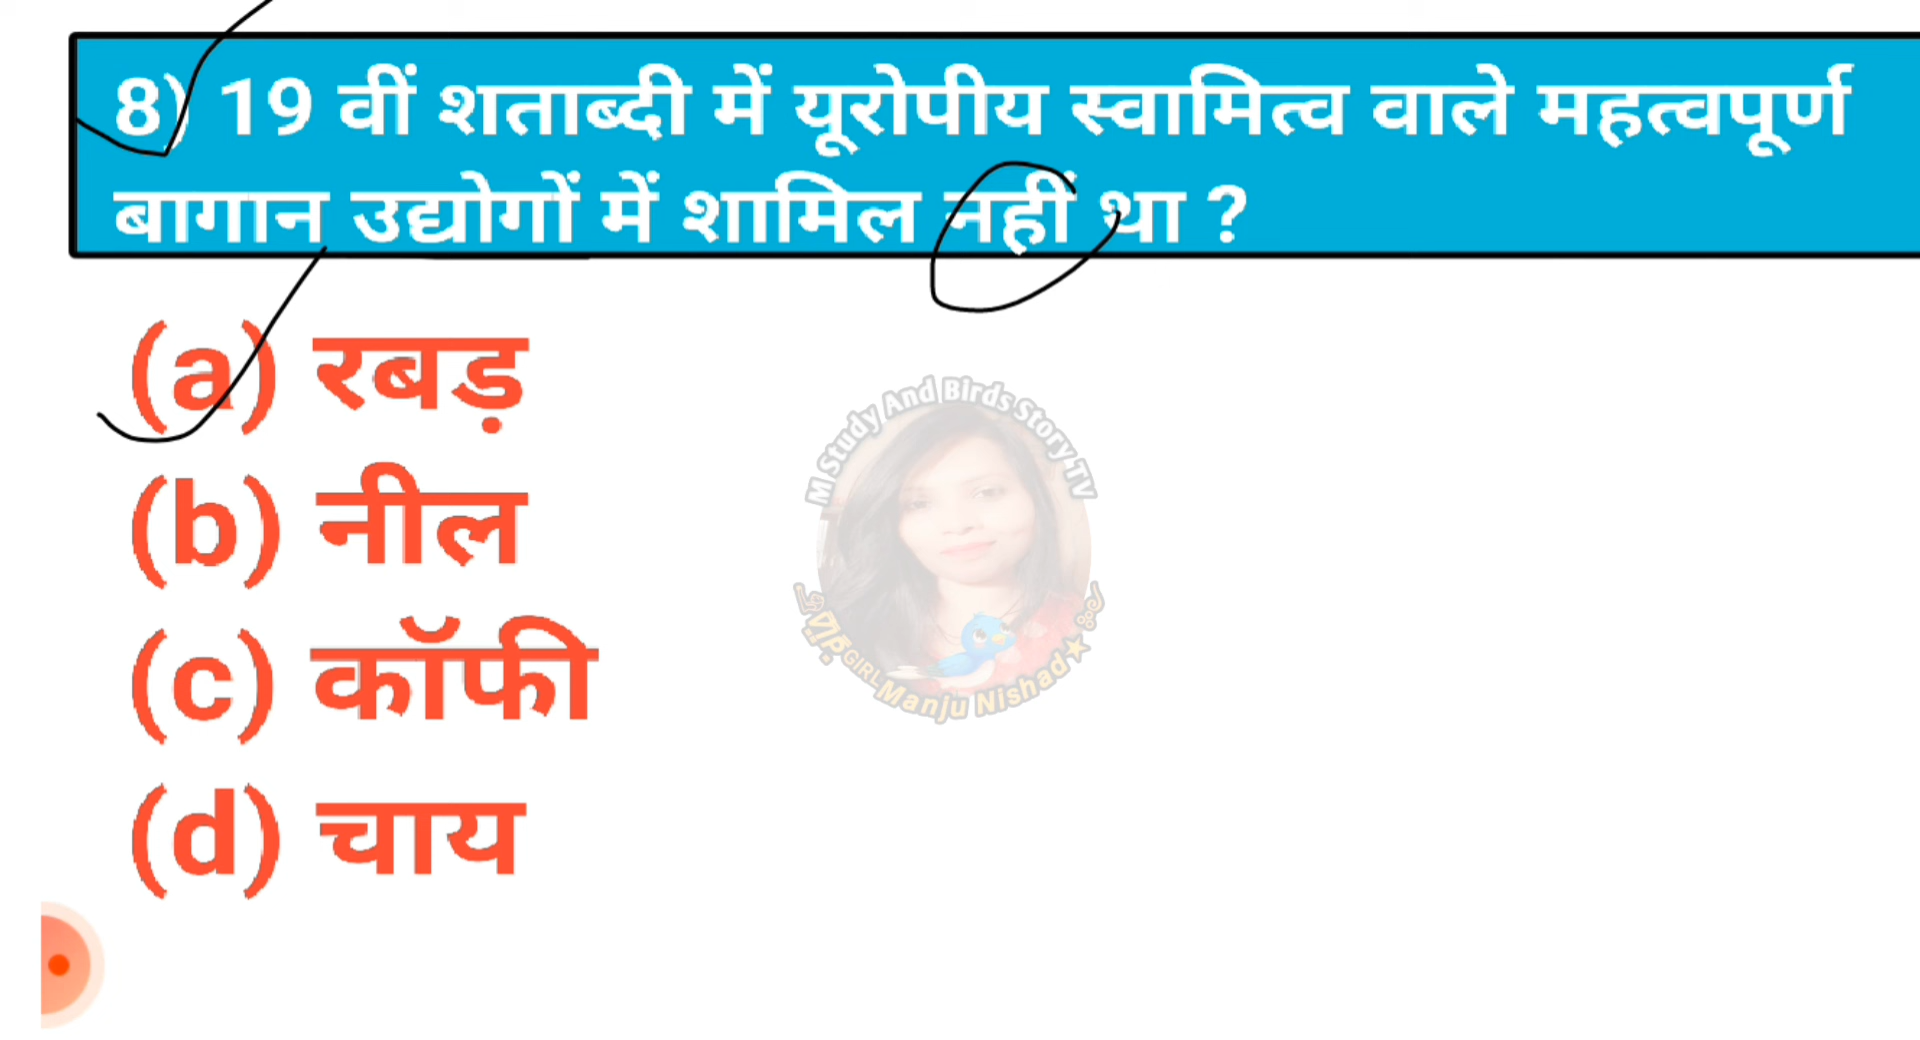 8) 19 वीं शताब्दी में यूरोपीय स्वामित्व वाले महत्वपूर्ण
बागान उद्योगों में शामिल नहीं था ?
(a) रबड़
(b) नील
(c) कॉफी
(d) चाय
M Study And Birds Story TV
GIRL Manju Nishad